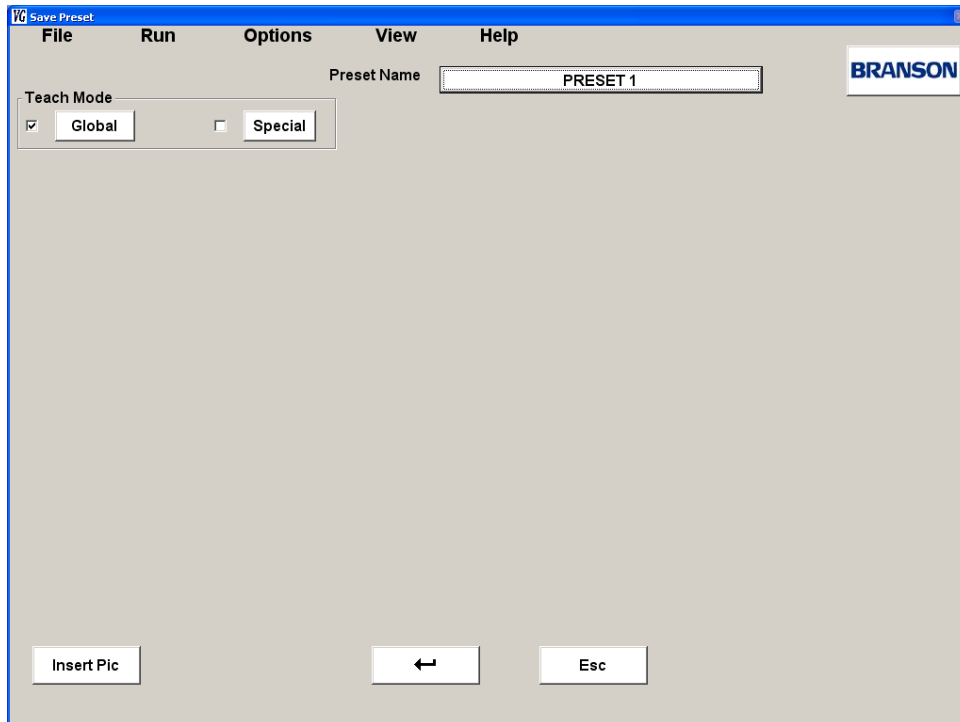 VG Save Preset
File Run Options View Help
Preset Name PRESET 1
BRANSON
Teach Mode
Global Special
Insert Pic Esc